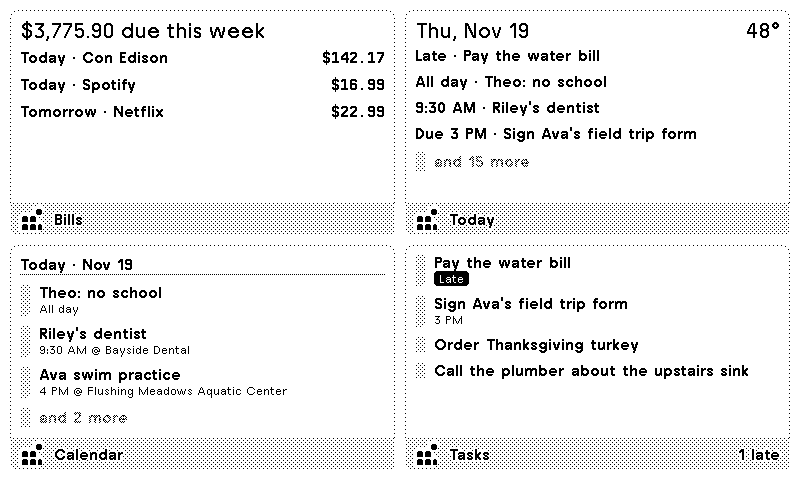 $3,775.90 due this week
Today · Con Edison $142.17
Today · Spotify $16.99
Tomorrow · Netflix $22.99
Bills
Thu, Nov 19 48°
Late · Pay the water bill
All day · Theo: no school
9:30 AM · Riley's dentist
Due 3 PM · Sign Ava's field trip form
and 15 more
Today
Today · Nov 19
Theo: no school
All day
Riley's dentist
9:30 AM @ Bayside Dental
Ava swim practice
4 PM @ Flushing Meadows Aquatic Center
and 2 more
Calendar
Pay the water bill
Late
Sign Ava's field trip form
3 PM
Order Thanksgiving turkey
Call the plumber about the upstairs sink
Tasks 1 late